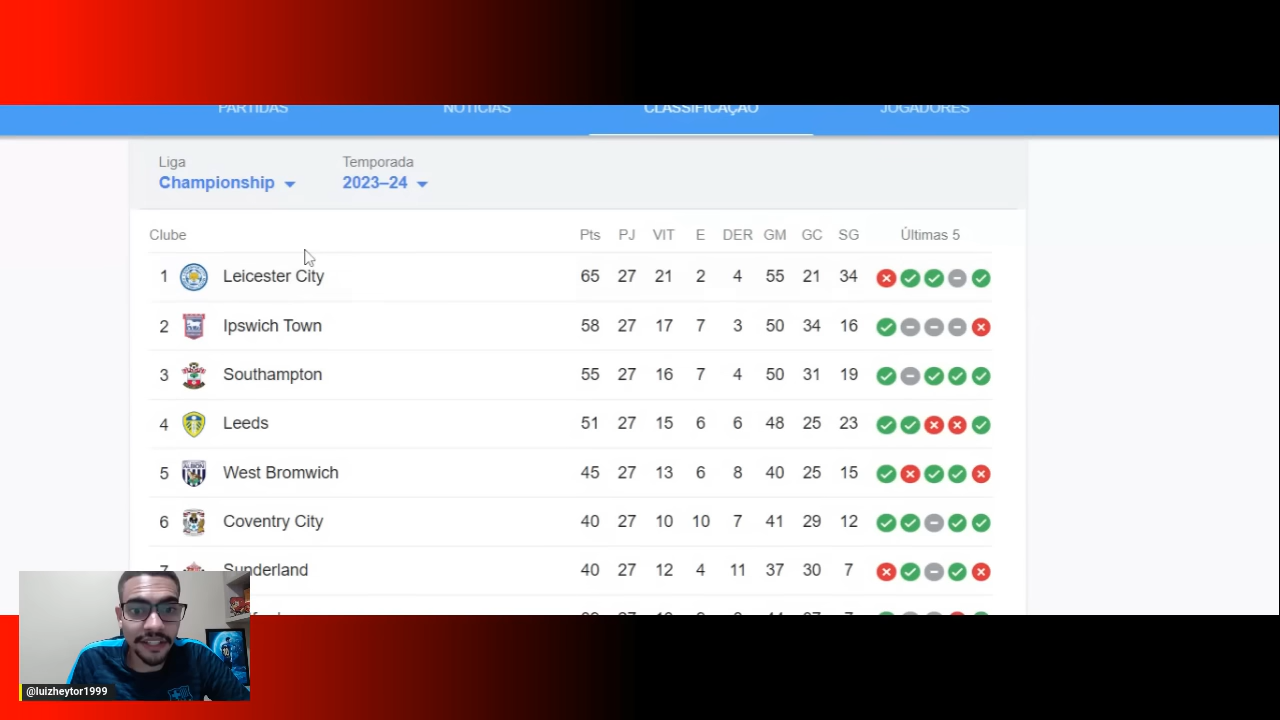 PARTIDAS NOTÍCIAS CLASSIFICAÇÃO JOGADORES
Liga Temporada
Championship 2023–24
Clube Pts PJ VIT E DER GM GC SG Últimas 5
1 Leicester City 65 27 21 2 4 55 21 34
2 Ipswich Town 58 27 17 7 3 50 34 16
3 Southampton 55 27 16 7 4 50 31 19
4 Leeds 51 27 15 6 6 48 25 23
5 West Bromwich 45 27 13 6 8 40 25 15
ALBION
6 Coventry City 40 27 10 10 7 41 29 12
7 Sunderland 40 27 12 4 11 37 30 7
@luizheytor1999